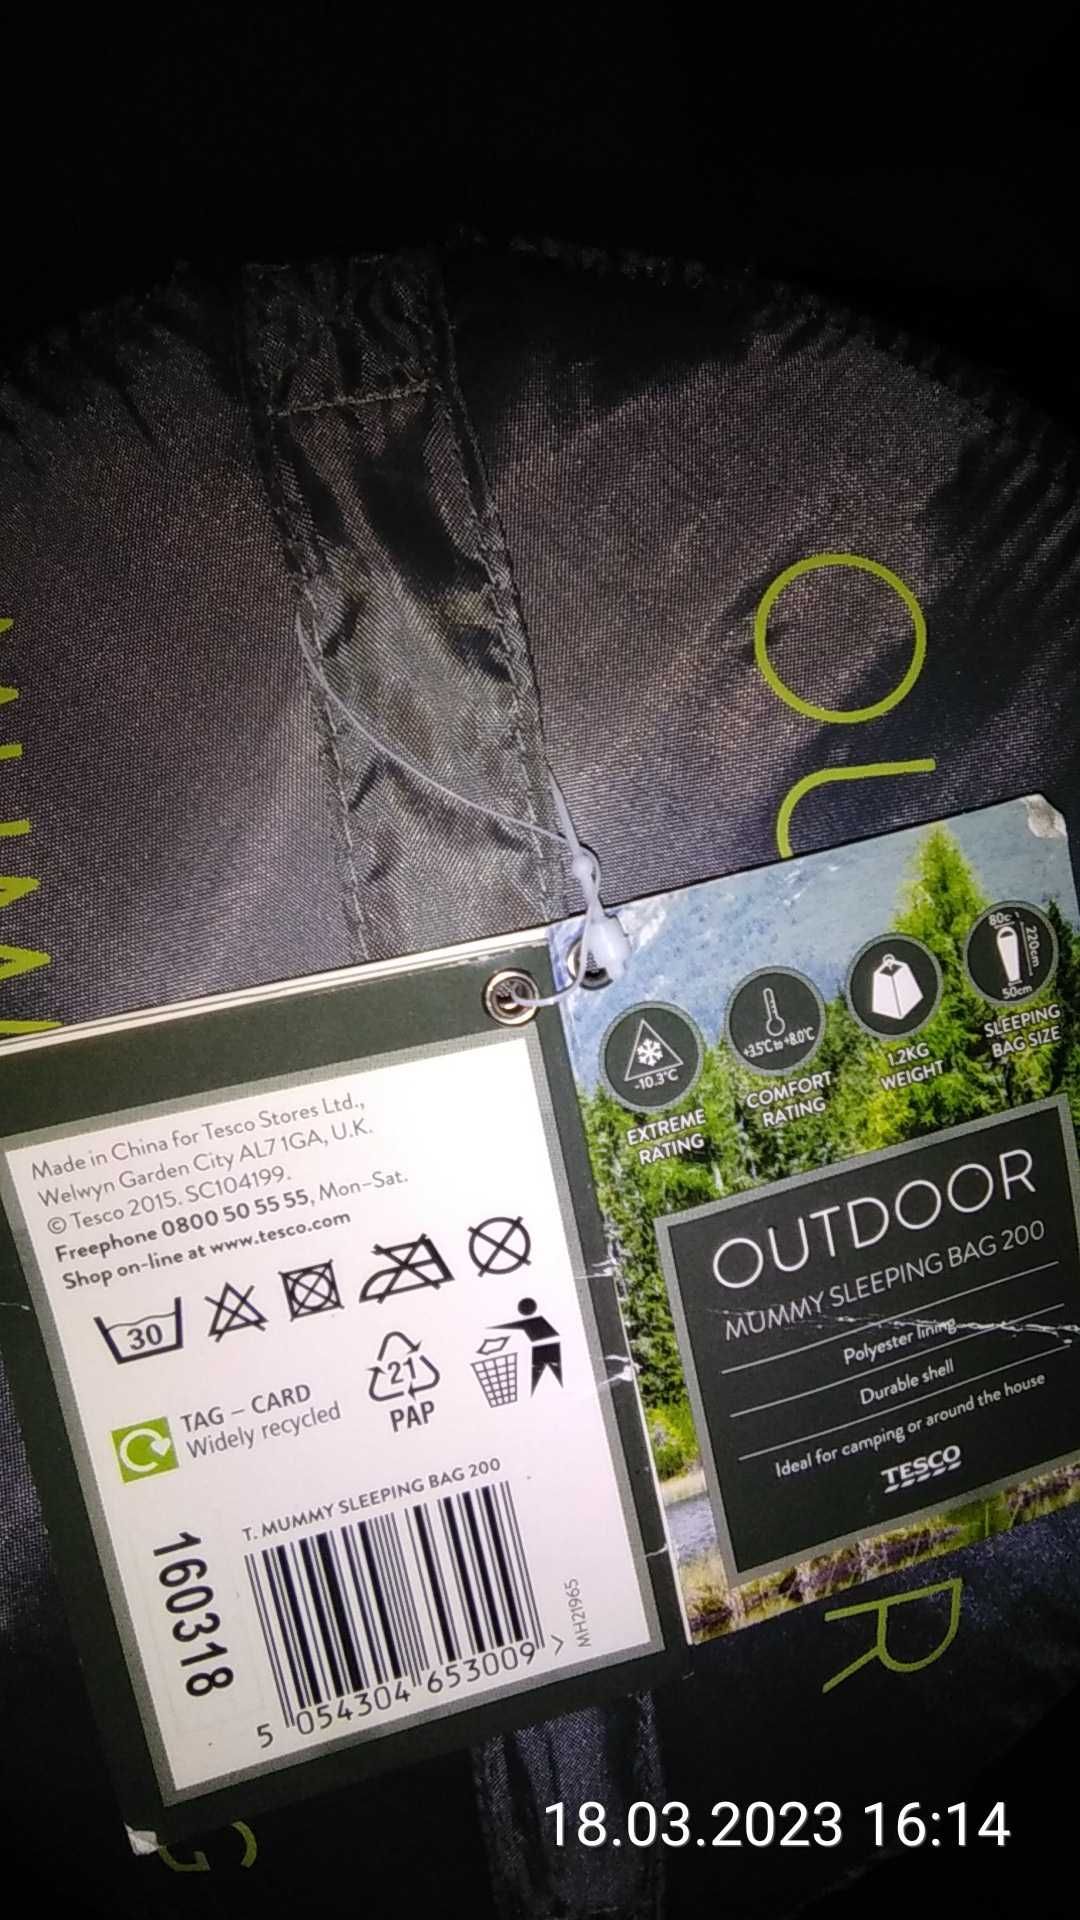 OU
R
Made in China for Tesco Stores Ltd.,
Welwyn Garden City AL7 1GA, U.K.
© Tesco 2015. SC104199.
Freephone 0800 50 55 55, Mon–Sat.
Shop on-line at www.tesco.com
30
TAG – CARD
Widely recycled
21
PAP
T. MUMMY SLEEPING BAG 200
160318
MH21965
5 054304 653009 >
-10.3°C
EXTREME
RATING
+3.5°C to +8.0°C
COMFORT
RATING
1.2KG
WEIGHT
220cm
50cm
SLEEPING
BAG SIZE
OUTDOOR
MUMMY SLEEPING BAG 200
Polyester lining
Durable shell
Ideal for camping or around the house
TESCO
18.03.2023 16:14